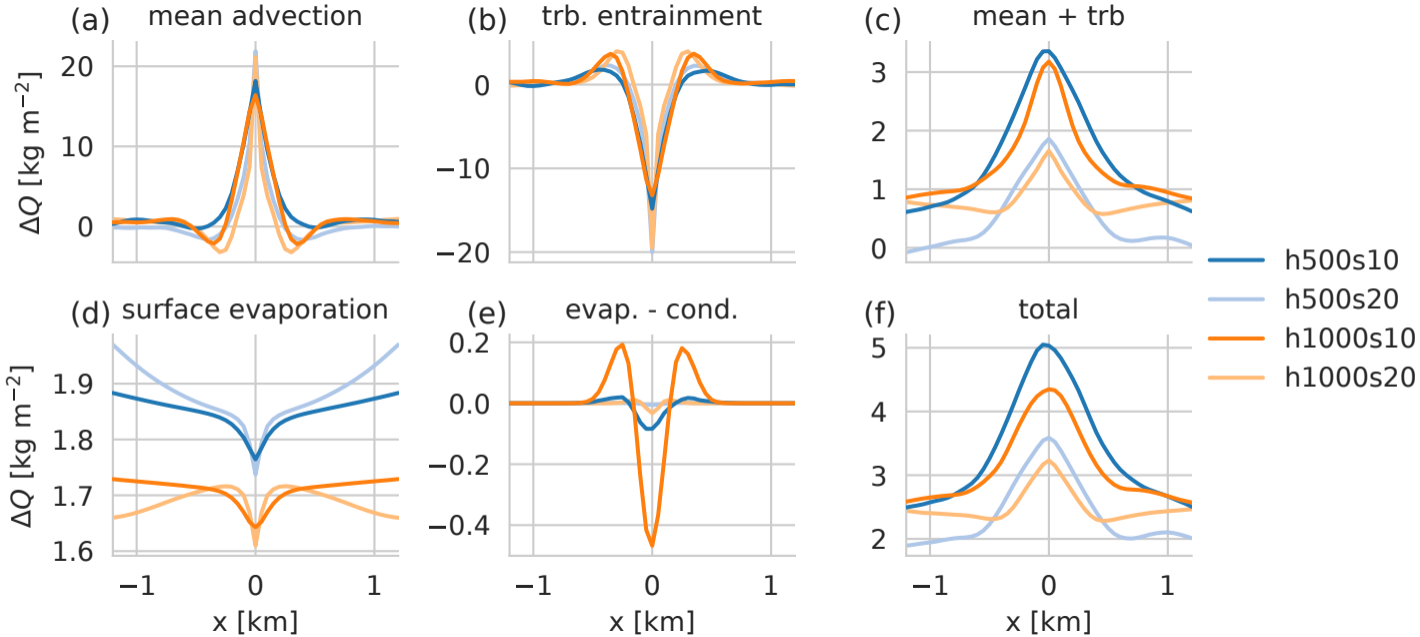 (a) mean advection
(b) trb. entrainment
(c) mean + trb
ΔQ [kg m⁻²]
20
10
0
0
−10
−20
3
2
1
0
h500s10
h500s20
h1000s10
h1000s20
(d) surface evaporation
(e) evap. - cond.
(f) total
ΔQ [kg m⁻²]
1.9
1.8
1.7
1.6
0.2
0.0
−0.2
−0.4
5
4
3
2
−1 0 1
−1 0 1
−1 0 1
x [km]
x [km]
x [km]